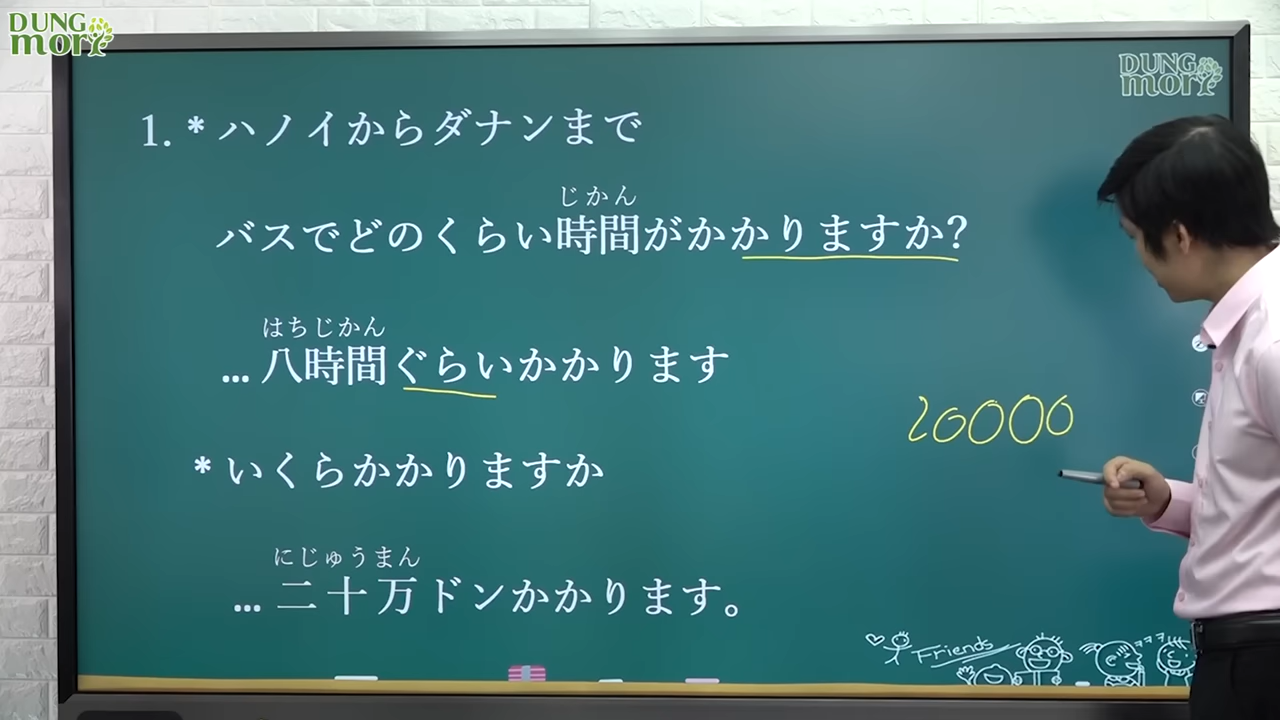 DUNG
mori
DUNG
mori
1. * ハノイからダナンまで
じかん
バスでどのくらい時間がかかりますか?
はちじかん
... 八時間ぐらいかかります
20000
* いくらかかりますか
にじゅうまん
... 二十万ドンかかります。
Friends